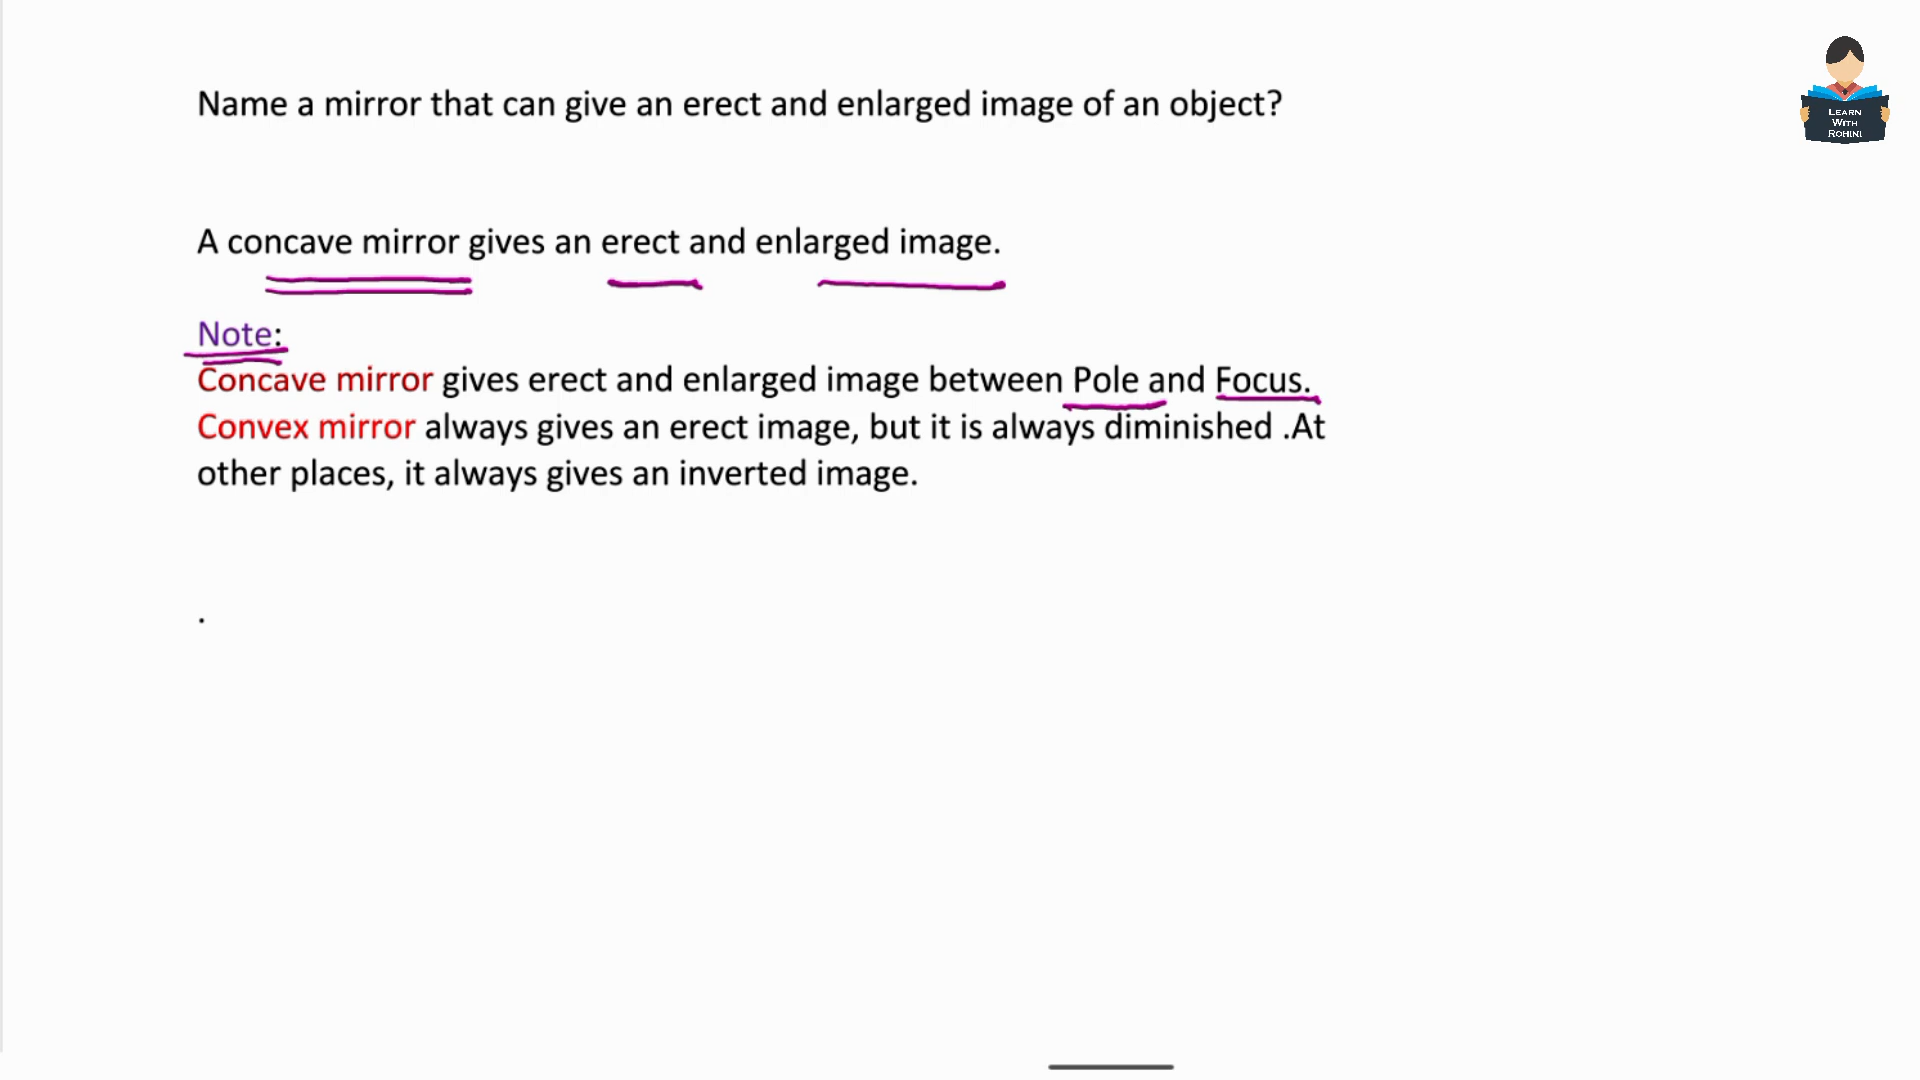 Name a mirror that can give an erect and enlarged image of an object?
LEARN
WITH
ROHINI
A concave mirror gives an erect and enlarged image.
Note:
Concave mirror gives erect and enlarged image between Pole and Focus.
Convex mirror always gives an erect image, but it is always diminished .At
other places, it always gives an inverted image.
.